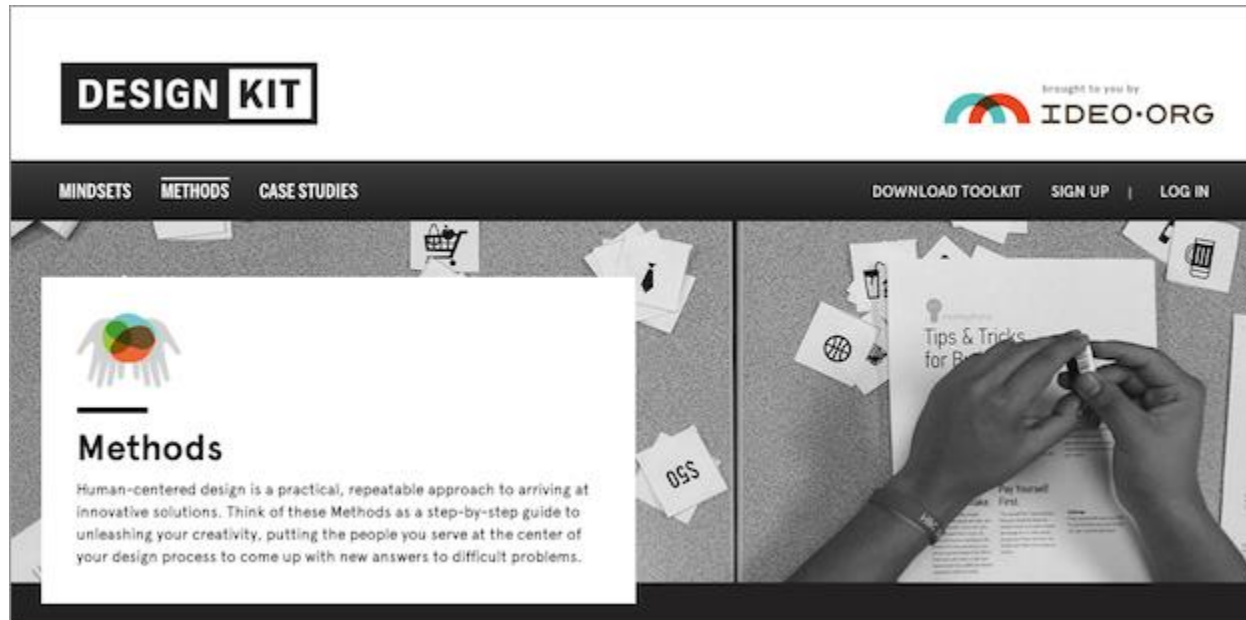 DESIGN KIT
brought to you by
IDEO·ORG
MINDSETS METHODS CASE STUDIES DOWNLOAD TOOLKIT SIGN UP | LOG IN
Tips & Tricks
for
$50
Pay Yourself
First
Methods
Human-centered design is a practical, repeatable approach to arriving at
innovative solutions. Think of these Methods as a step-by-step guide to
unleashing your creativity, putting the people you serve at the center of
your design process to come up with new answers to difficult problems.